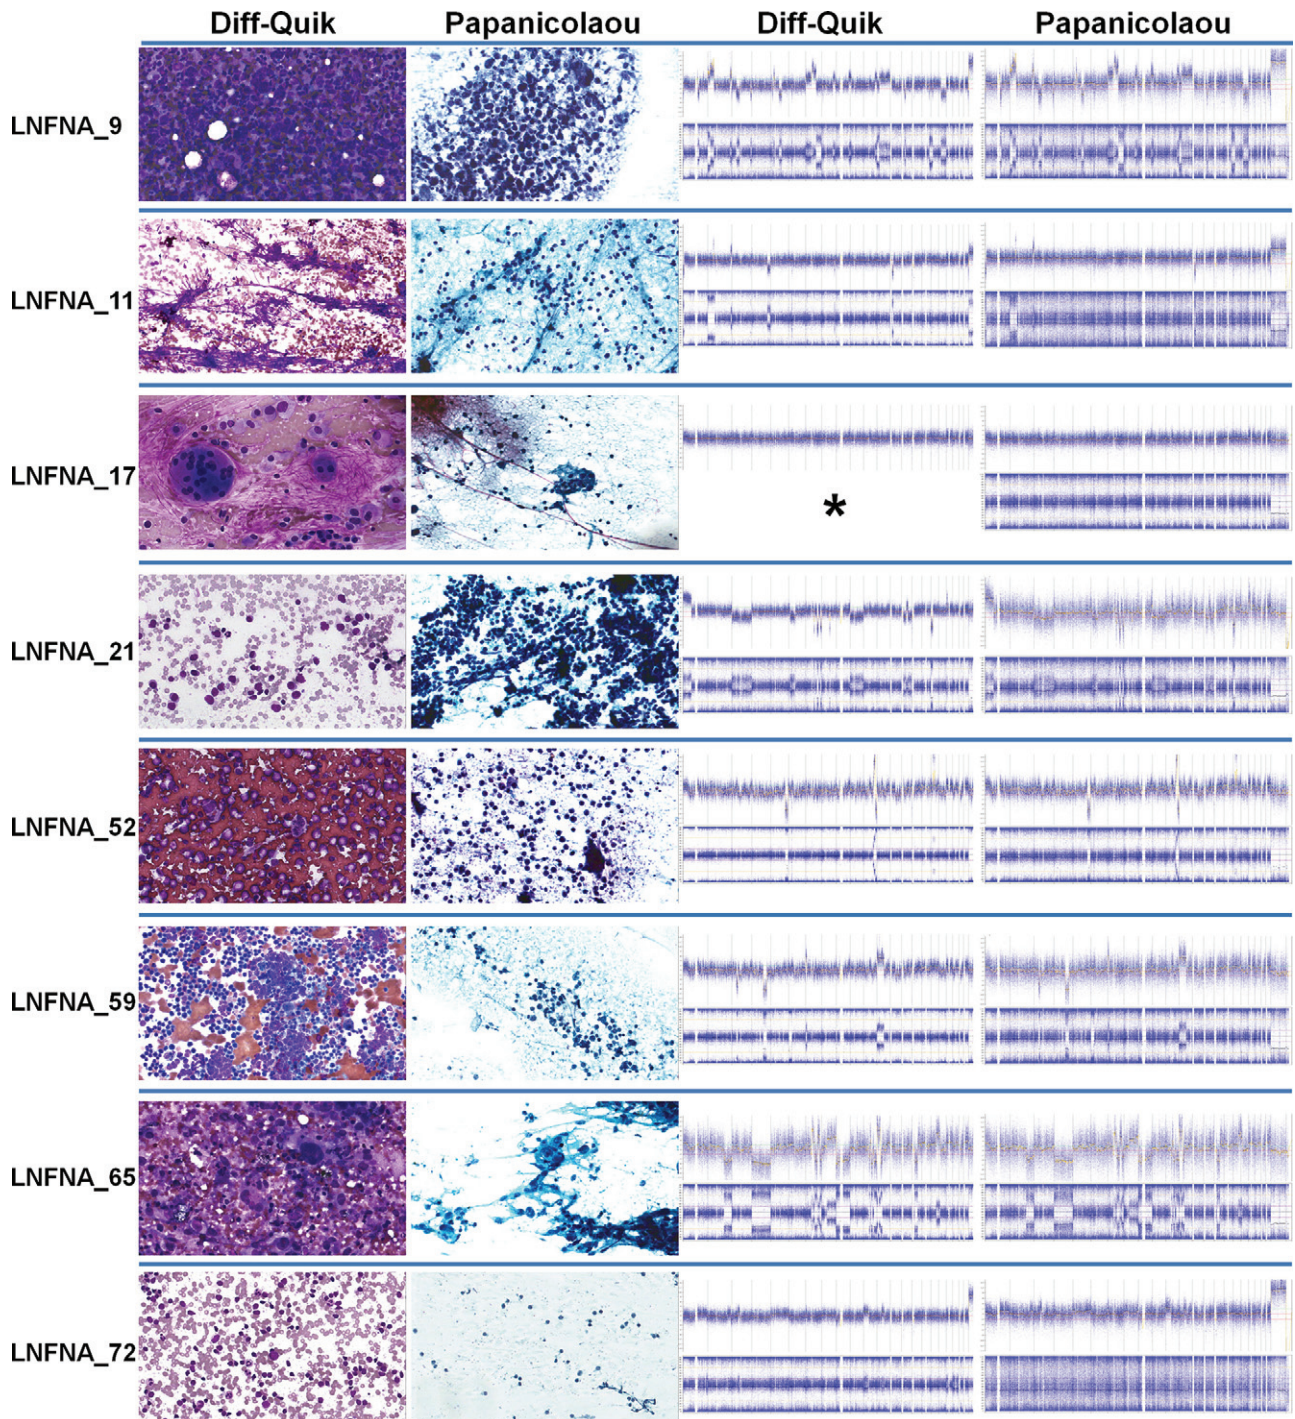 Diff-Quik Papanicolaou Diff-Quik Papanicolaou
LNFNA_9
LNFNA_11
LNFNA_17
*
LNFNA_21
LNFNA_52
LNFNA_59
LNFNA_65
LNFNA_72